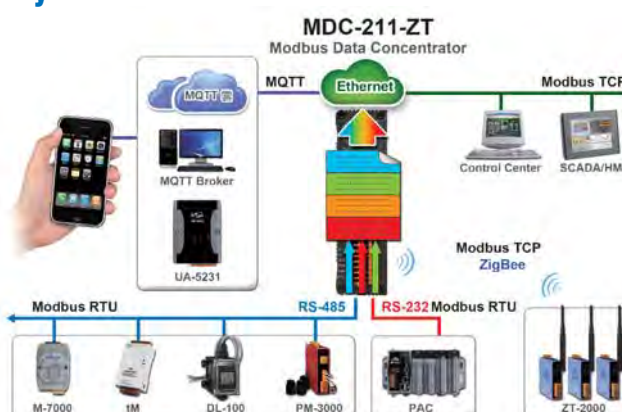 MDC-211-ZT
Modbus Data Concentrator
MQTT
Ethernet
Modbus TCP
MQTT
MQTT Broker
UA-5231
Control Center
SCADA/HM
Modbus TCP
ZigBee
Modbus RTU
RS-485
RS-232 Modbus RTU
M-7000
tM
DL-100
PM-3000
PAC
ZT-2000